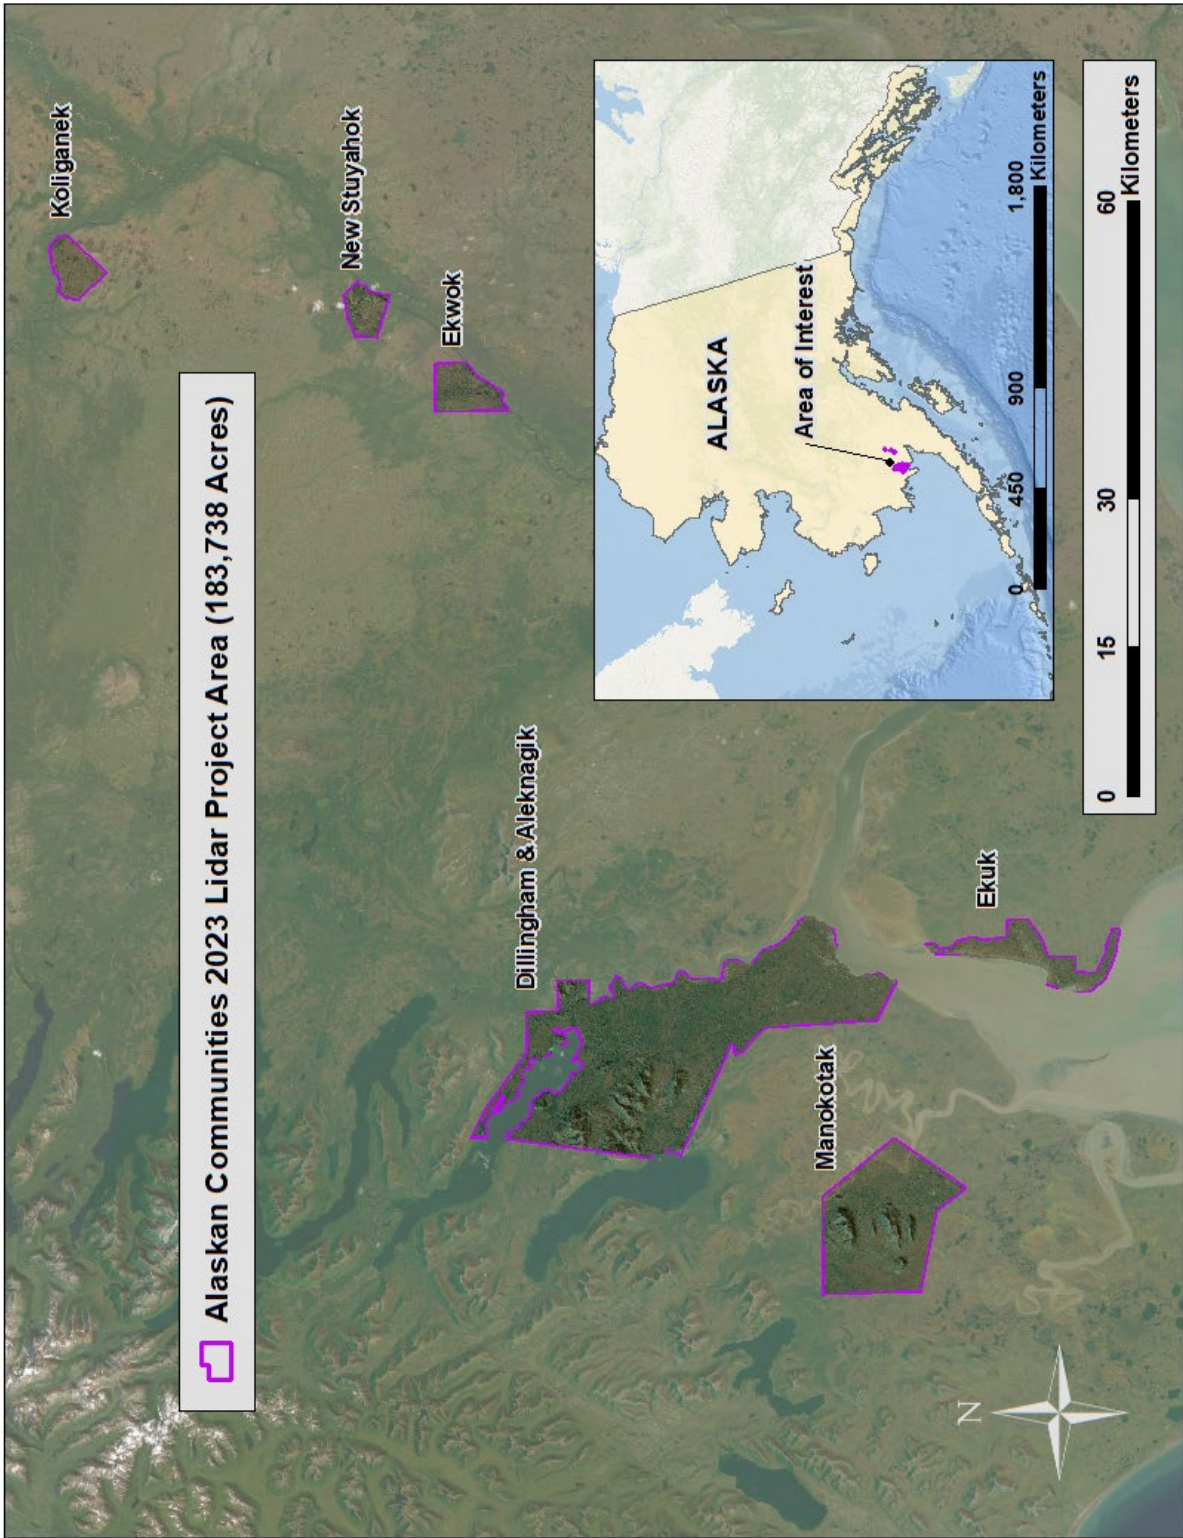 Alaskan Communities 2023 Lidar Project Area (183,738 Acres)
Koliganek
New Stuyahok
Ekwok
Dillingham & Aleknagik
Manokotak
Ekuk
N
ALASKA
Area of Interest
0 450 900 1,800
Kilometers
0 15 30 60
Kilometers